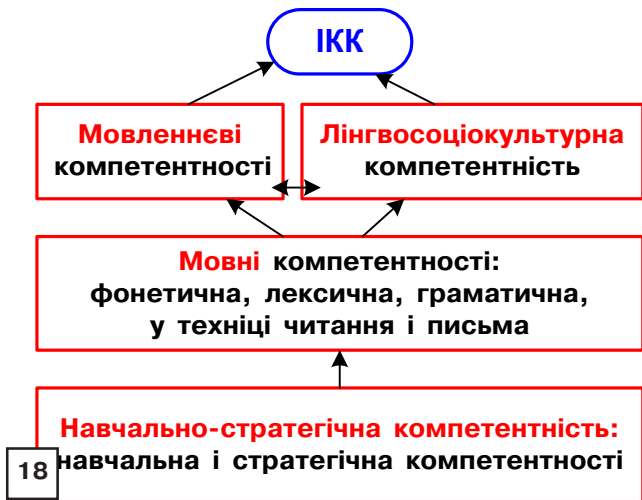 ІКК
Мовленнєві
компетентності
Лінгвосоціокультурна
компетентність
Мовні компетентності:
фонетична, лексична, граматична,
у техніці читання і письма
Навчально-стратегічна компетентність:
навчальна і стратегічна компетентності
18